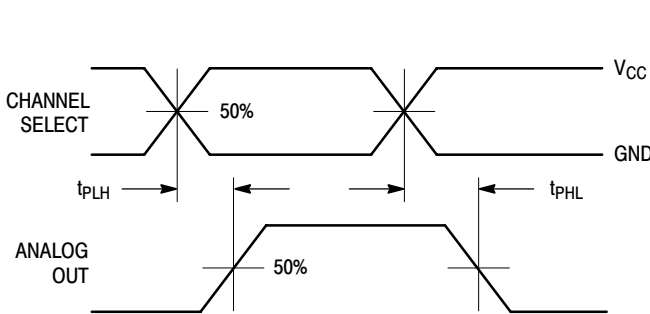 V_CC
CHANNEL
SELECT
50%
GND
t_PLH
t_PHL
ANALOG
OUT
50%